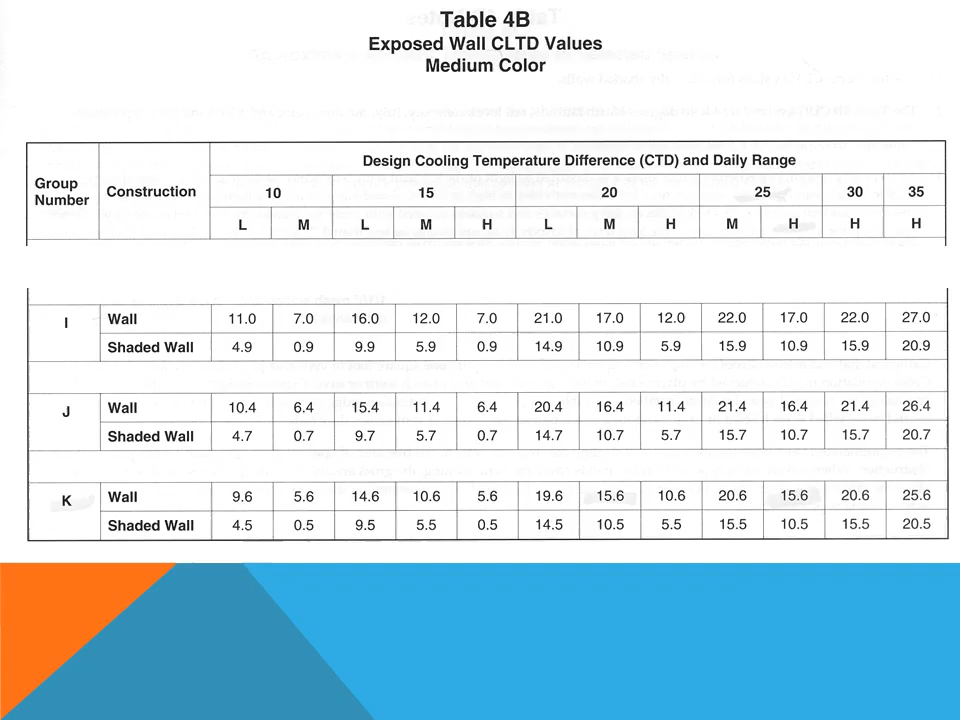 Table 4B
Exposed Wall CLTD Values
Medium Color
Design Cooling Temperature Difference (CTD) and Daily Range
Group Number Construction 10 15 20 25 30 35
L M L M H L M H M H H H
I Wall 11.0 7.0 16.0 12.0 7.0 21.0 17.0 12.0 22.0 17.0 22.0 27.0
Shaded Wall 4.9 0.9 9.9 5.9 0.9 14.9 10.9 5.9 15.9 10.9 15.9 20.9
J Wall 10.4 6.4 15.4 11.4 6.4 20.4 16.4 11.4 21.4 16.4 21.4 26.4
Shaded Wall 4.7 0.7 9.7 5.7 0.7 14.7 10.7 5.7 15.7 10.7 15.7 20.7
K Wall 9.6 5.6 14.6 10.6 5.6 19.6 15.6 10.6 20.6 15.6 20.6 25.6
Shaded Wall 4.5 0.5 9.5 5.5 0.5 14.5 10.5 5.5 15.5 10.5 15.5 20.5